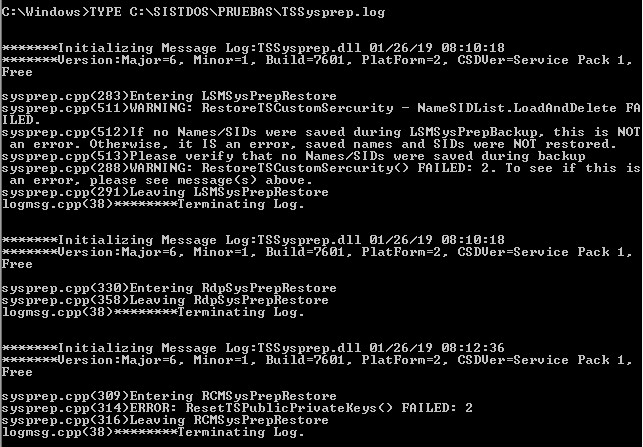 C:\Windows>TYPE C:\SISTDOS\PRUEBAS\TSSysprep.log
*******Initializing Message Log:TSSysprep.dll 01/26/19 08:10:18
*******Version:Major=6, Minor=1, Build=7601, PlatForm=2, CSDVer=Service Pack 1,
Free
sysprep.cpp(283)Entering LSMSysPrepRestore
sysprep.cpp(511)WARNING: RestoreTSCustomSercurity - NameSIDList.LoadAndDelete FA
ILED.
sysprep.cpp(512)If no Names/SIDs were saved during LSMSysPrepBackup, this is NOT
an error. Otherwise, it IS an error, saved names and SIDs were NOT restored.
sysprep.cpp(513)Please verify that no Names/SIDs were saved during backup
sysprep.cpp(288)WARNING: RestoreTSCustomSercurity() FAILED: 2. To see if this is
an error, please see message(s) above.
sysprep.cpp(291)Leaving LSMSysPrepRestore
logmsg.cpp(38)********Terminating Log.
*******Initializing Message Log:TSSysprep.dll 01/26/19 08:10:18
*******Version:Major=6, Minor=1, Build=7601, PlatForm=2, CSDVer=Service Pack 1,
Free
sysprep.cpp(330)Entering RdpSysPrepRestore
sysprep.cpp(358)Leaving RdpSysPrepRestore
logmsg.cpp(38)********Terminating Log.
*******Initializing Message Log:TSSysprep.dll 01/26/19 08:12:36
*******Version:Major=6, Minor=1, Build=7601, PlatForm=2, CSDVer=Service Pack 1,
Free
sysprep.cpp(309)Entering RCMSysPrepRestore
sysprep.cpp(314)ERROR: ResetTSPublicPrivateKeys() FAILED: 2
sysprep.cpp(316)Leaving RCMSysPrepRestore
logmsg.cpp(38)********Terminating Log.